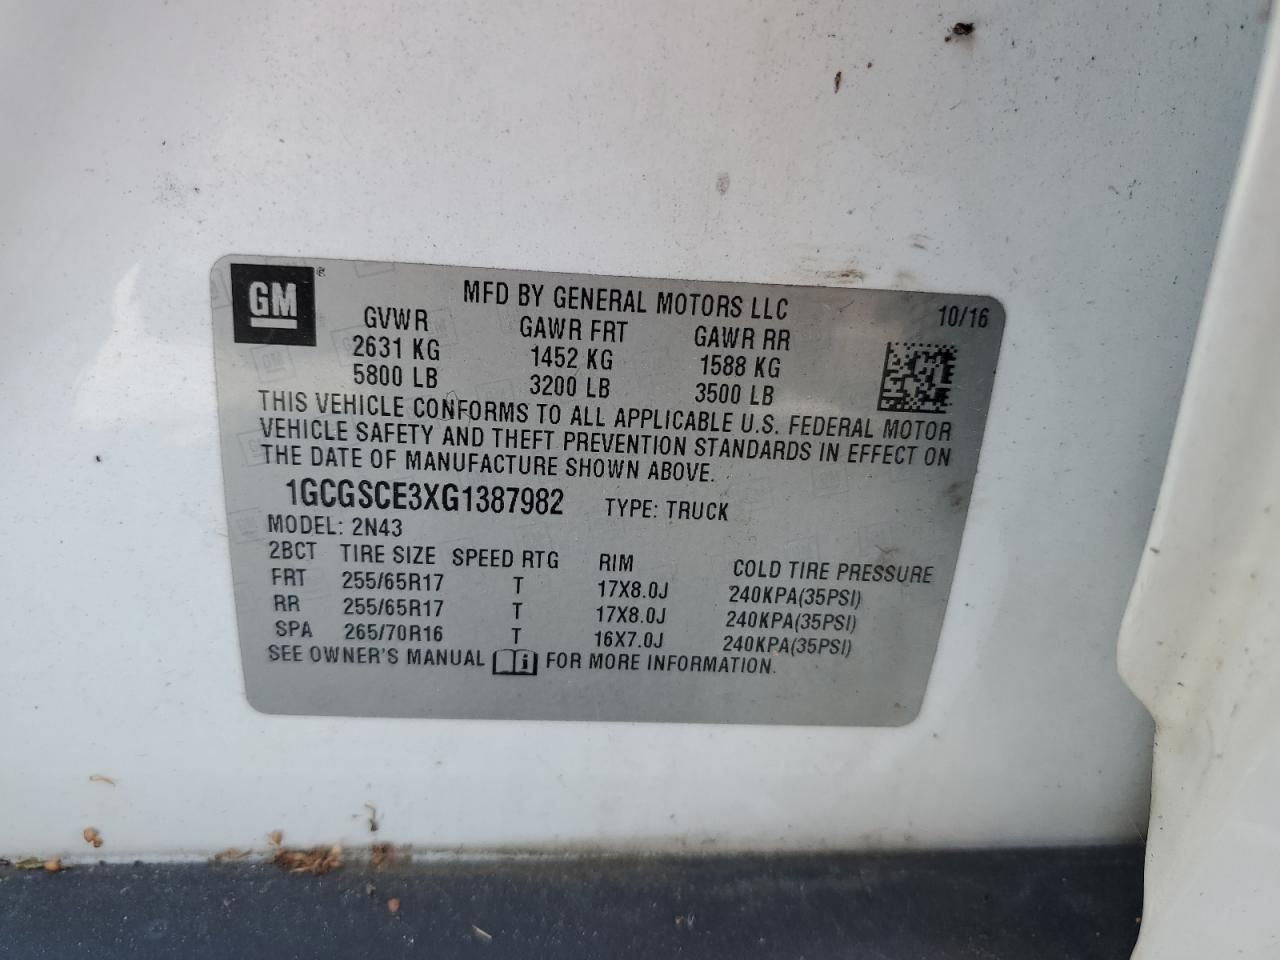 GM®
MFD BY GENERAL MOTORS LLC
10/16
GVWR GAWR FRT GAWR RR
2631 KG 1452 KG 1588 KG
5800 LB 3200 LB 3500 LB
THIS VEHICLE CONFORMS TO ALL APPLICABLE U.S. FEDERAL MOTOR
VEHICLE SAFETY AND THEFT PREVENTION STANDARDS IN EFFECT ON
THE DATE OF MANUFACTURE SHOWN ABOVE.
1GCGSCE3XG1387982 TYPE: TRUCK
MODEL: 2N43
2BCT TIRE SIZE SPEED RTG RIM COLD TIRE PRESSURE
FRT 255/65R17 T 17X8.0J 240KPA(35PSI)
RR 255/65R17 T 17X8.0J 240KPA(35PSI)
SPA 265/70R16 T 16X7.0J 240KPA(35PSI)
SEE OWNER'S MANUAL i FOR MORE INFORMATION.